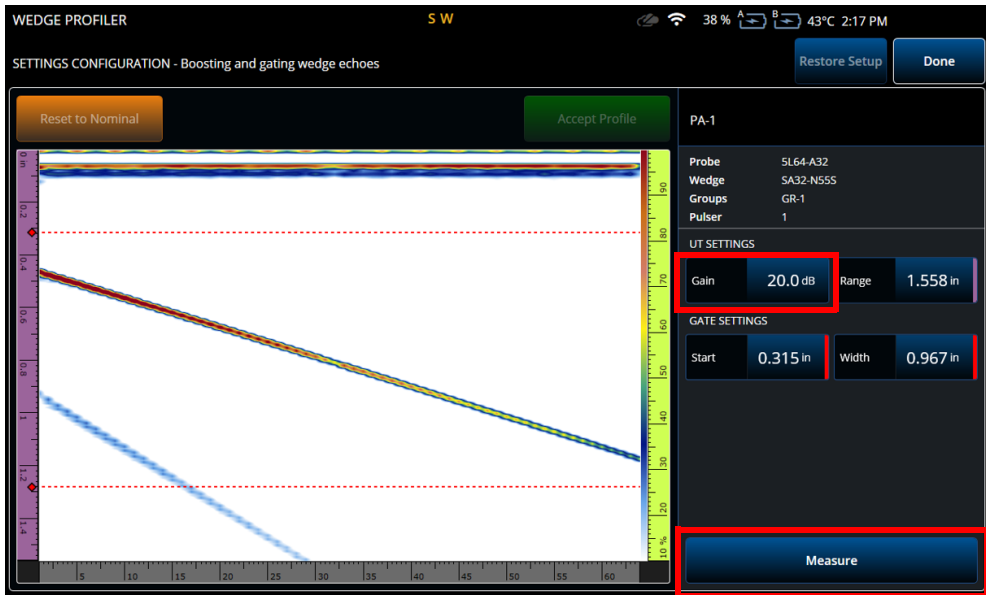 WEDGE PROFILER
S W
38 %
A
B
43°C 2:17 PM
SETTINGS CONFIGURATION - Boosting and gating wedge echoes
Restore Setup
Done
Reset to Nominal
Accept Profile
PA-1
Probe 5L64-A32
Wedge SA32-N55S
Groups GR-1
Pulser 1
UT SETTINGS
Gain 20.0 dB Range 1.558 in
GATE SETTINGS
Start 0.315 in Width 0.967 in
Measure
0 in
0.2
0.4
0.6
0.8
1
1.2
1.4
90
80
70
60
50
40
30
20
10 %
5 10 15 20 25 30 35 40 45 50 55 60